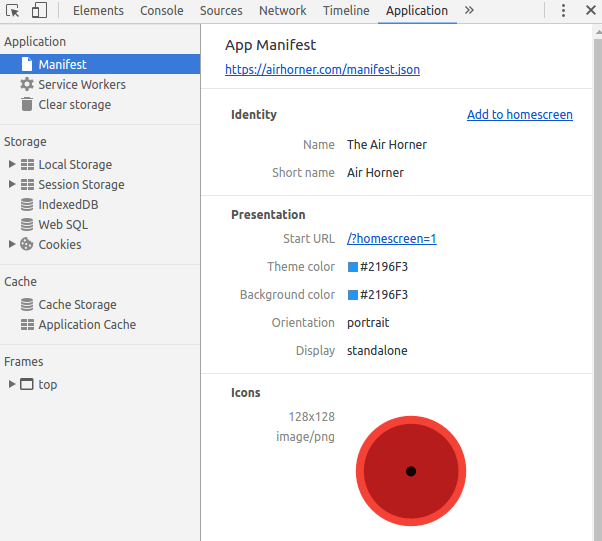 Elements Console Sources Network Timeline Application »
Application
Manifest
Service Workers
Clear storage
Storage
Local Storage
Session Storage
IndexedDB
Web SQL
Cookies
Cache
Cache Storage
Application Cache
Frames
top
App Manifest
https://airhorner.com/manifest.json
Identity Add to homescreen
Name The Air Horner
Short name Air Horner
Presentation
Start URL /?homescreen=1
Theme color #2196F3
Background color #2196F3
Orientation portrait
Display standalone
Icons
128x128
image/png